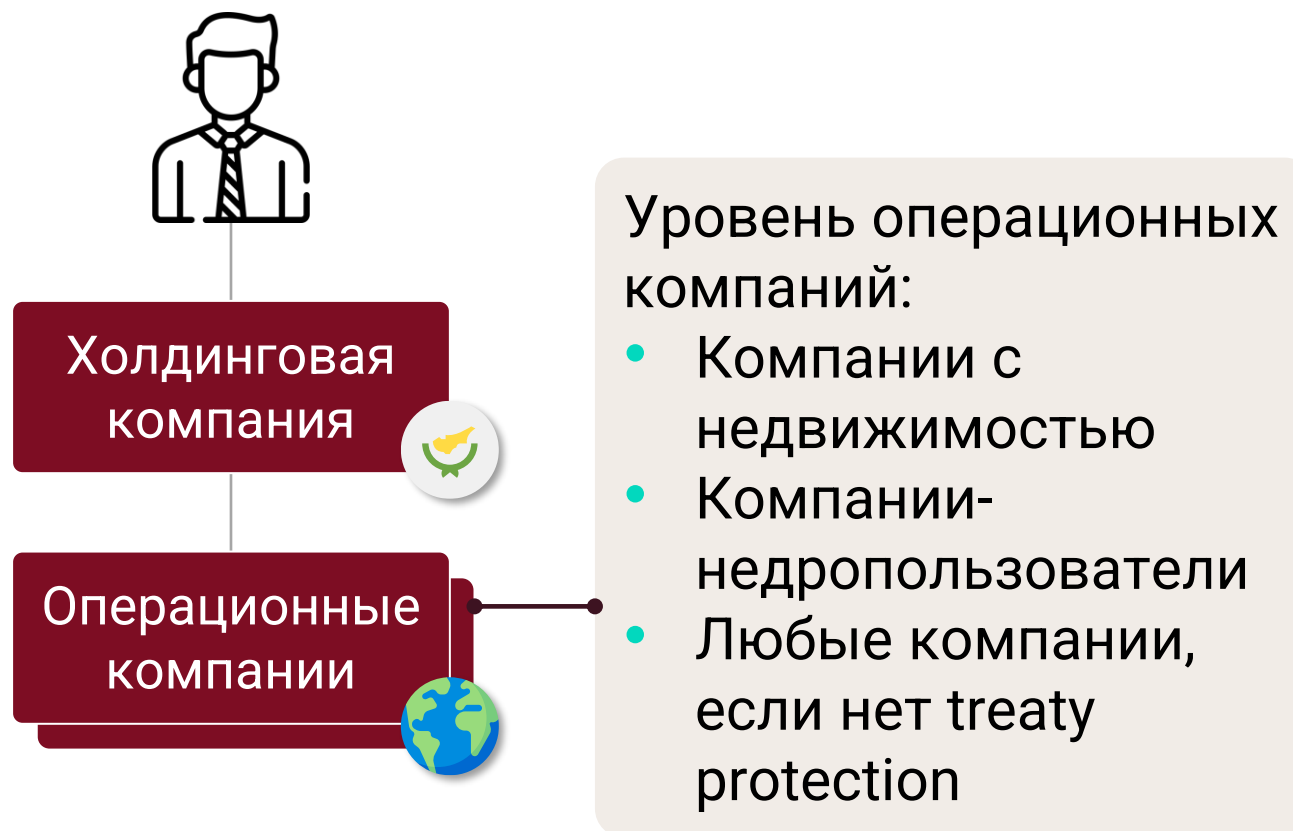 Холдинговая
компания
Операционные
компании
Уровень операционных
компаний:
• Компании с
недвижимостью
• Компании-
недропользователи
• Любые компании,
если нет treaty
protection